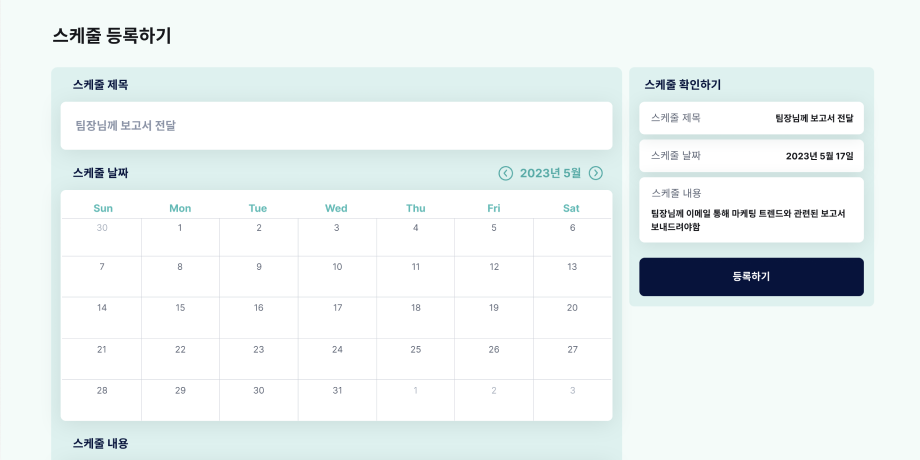 스케줄 등록하기
스케줄 제목
팀장님께 보고서 전달
스케줄 날짜
2023년 5월
Sun Mon Tue Wed Thu Fri Sat
30 1 2 3 4 5 6
7 8 9 10 11 12 13
14 15 16 17 18 19 20
21 22 23 24 25 26 27
28 29 30 31 1 2 3
스케줄 내용
스케줄 확인하기
스케줄 제목 팀장님께 보고서 전달
스케줄 날짜 2023년 5월 17일
스케줄 내용
팀장님께 이메일 통해 마케팅 트렌드와 관련된 보고서
보내드려야함
등록하기